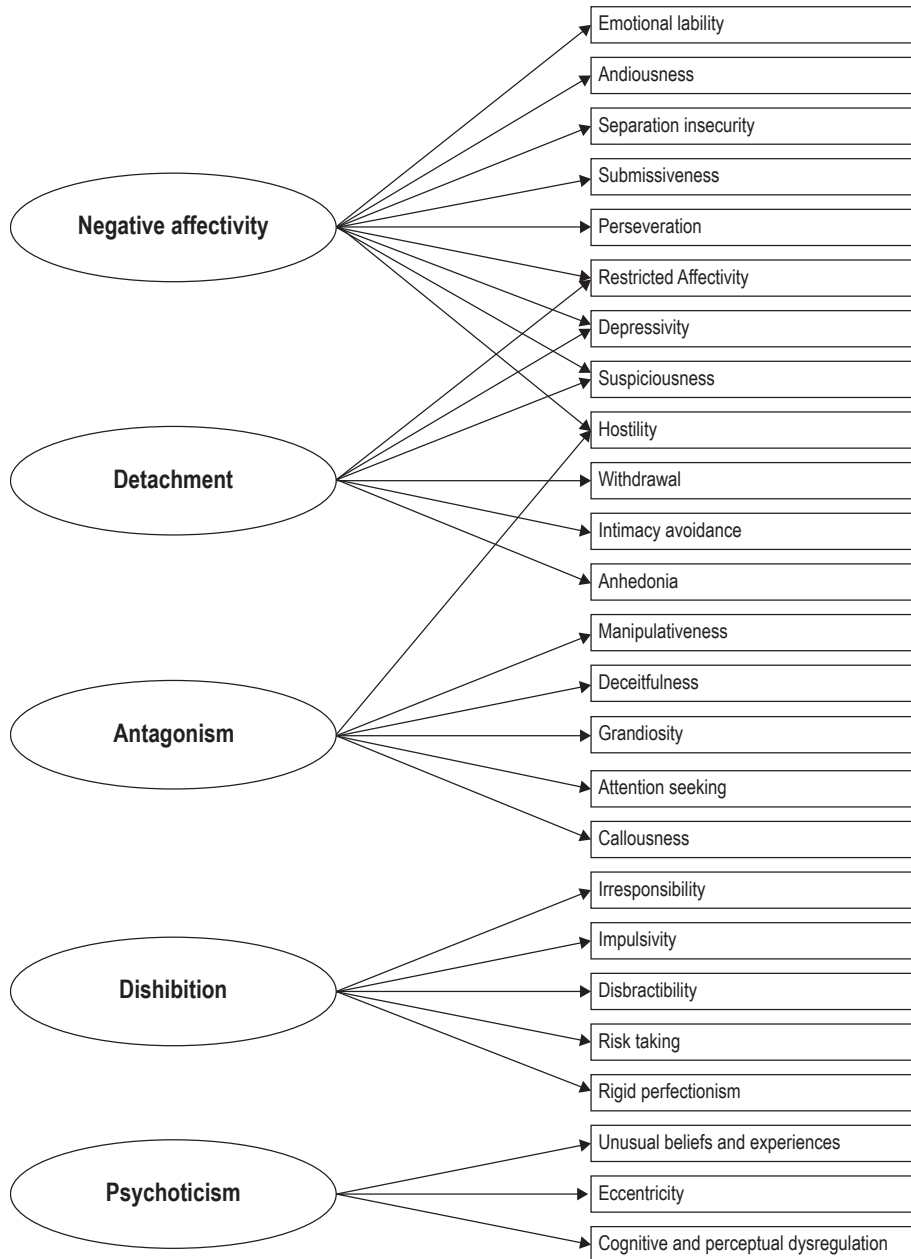 Emotional lability
Andiousness
Separation insecurity
Submissiveness
Negative affectivity
Perseveration
Restricted Affectivity
Depressivity
Suspiciousness
Hostility
Detachment
Withdrawal
Intimacy avoidance
Anhedonia
Manipulativeness
Deceitfulness
Antagonism
Grandiosity
Attention seeking
Callousness
Irresponsibility
Impulsivity
Dishibition
Disbractibility
Risk taking
Rigid perfectionism
Unusual beliefs and experiences
Psychoticism
Eccentricity
Cognitive and perceptual dysregulation